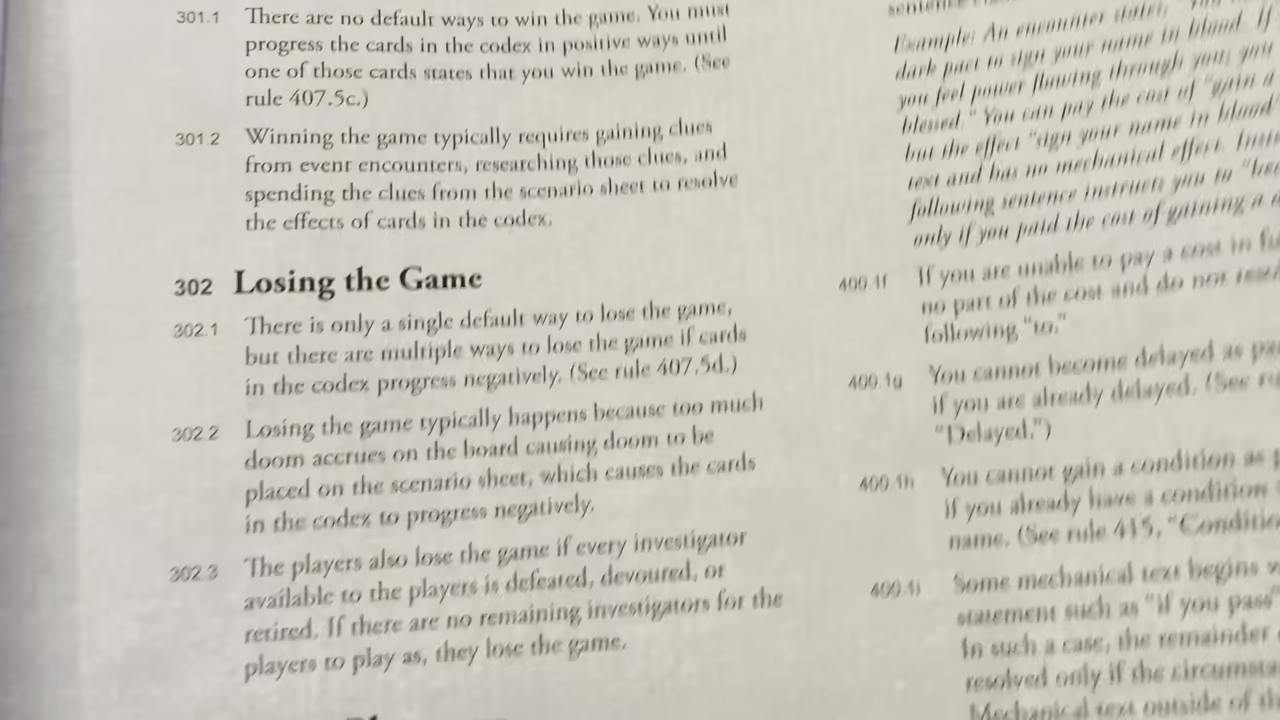 301.1 There are no default ways to win the game. You must
progress the cards in the codex in positive ways until
one of those cards states that you win the game. (See
rule 407.5c.)
301.2 Winning the game typically requires gaining clues
from event encounters, researching those clues, and
spending the clues from the scenario sheet to resolve
the effects of cards in the codex.
302 Losing the Game
302.1 There is only a single default way to lose the game,
but there are multiple ways to lose the game if cards
in the codex progress negatively. (See rule 407.5d.)
302.2 Losing the game typically happens because too much
doom accrues on the board causing doom to be
placed on the scenario sheet, which causes the cards
in the codex to progress negatively.
302.3 The players also lose the game if every investigator
available to the players is defeated, devoured, or
retired. If there are no remaining investigators for the
players to play as, they lose the game.
Example: An encounter states,
dark pact to sign your name in blood. If
you feel power flowing through you; you
blessed." You can pay the cost of "gain a
but the effect "sign your name in blood"
text and has no mechanical effect.
following sentence instructs you to
only if you paid the cost of gaining a
400.1f If you are unable to pay a cost in
no part of the cost and do not
following "to."
400.1g You cannot become delayed as
if you are already delayed. (See
"Delayed.")
400.1h You cannot gain a condition as
if you already have a condition
name. (See rule 415,
400.1i Some mechanical text begins
statement such as "if you pass"
In such a case, the remainder
resolved only if the
Mechanical text outside of